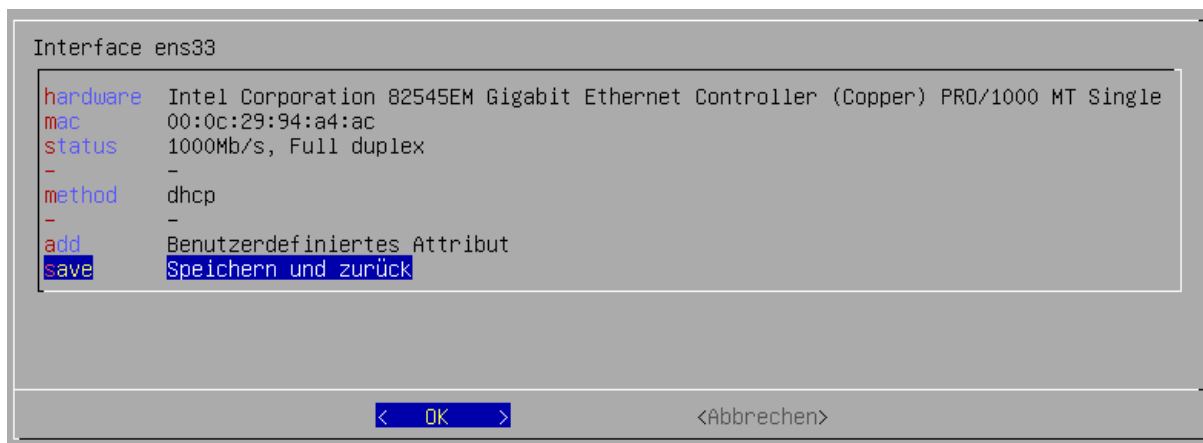 Interface ens33
hardware Intel Corporation 82545EM Gigabit Ethernet Controller (Copper) PRO/1000 MT Single
mac 00:0c:29:94:a4:ac
status 1000Mb/s, Full duplex
- -
method dhcp
- -
add Benutzerdefiniertes Attribut
save Speichern und zurück
< OK > <Abbrechen>